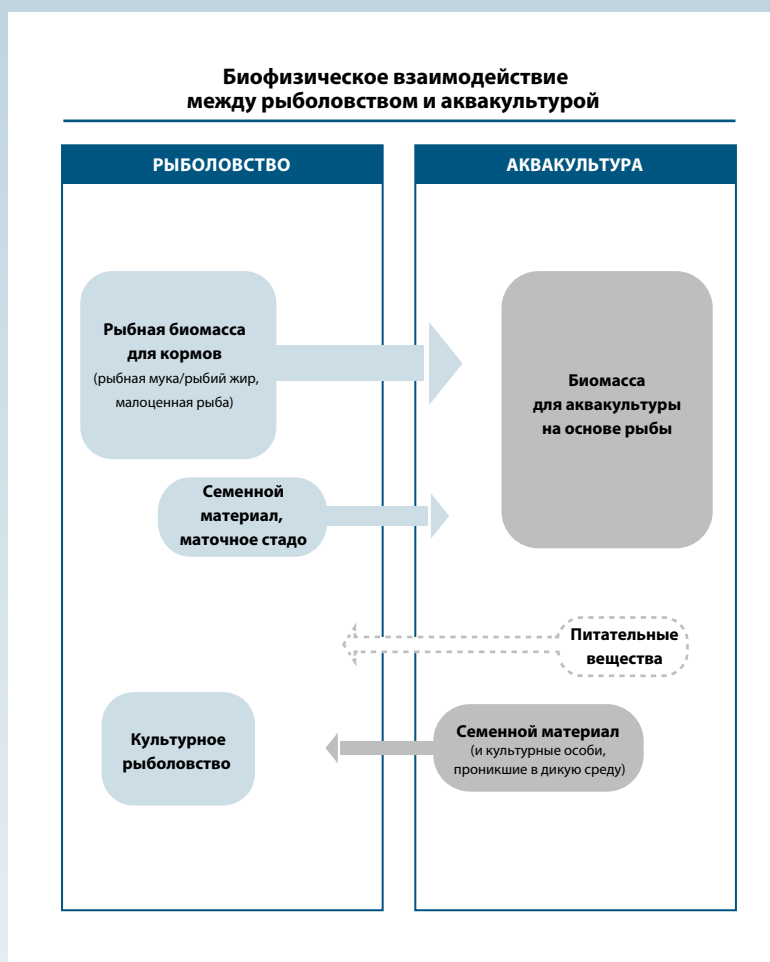 Биофизическое взаимодействие
между рыболовством и аквакультурой
РЫБОЛОВСТВО
АКВАКУЛЬТУРА
Рыбная биомасса
для кормов
(рыбная мука/рыбий жир,
малоценная рыба)
Биомасса
для аквакультуры
на основе рыбы
Семенной
материал,
маточное стадо
Питательные
вещества
Культурное
рыболовство
Семенной материал
(и культурные особи,
проникшие в дикую среду)